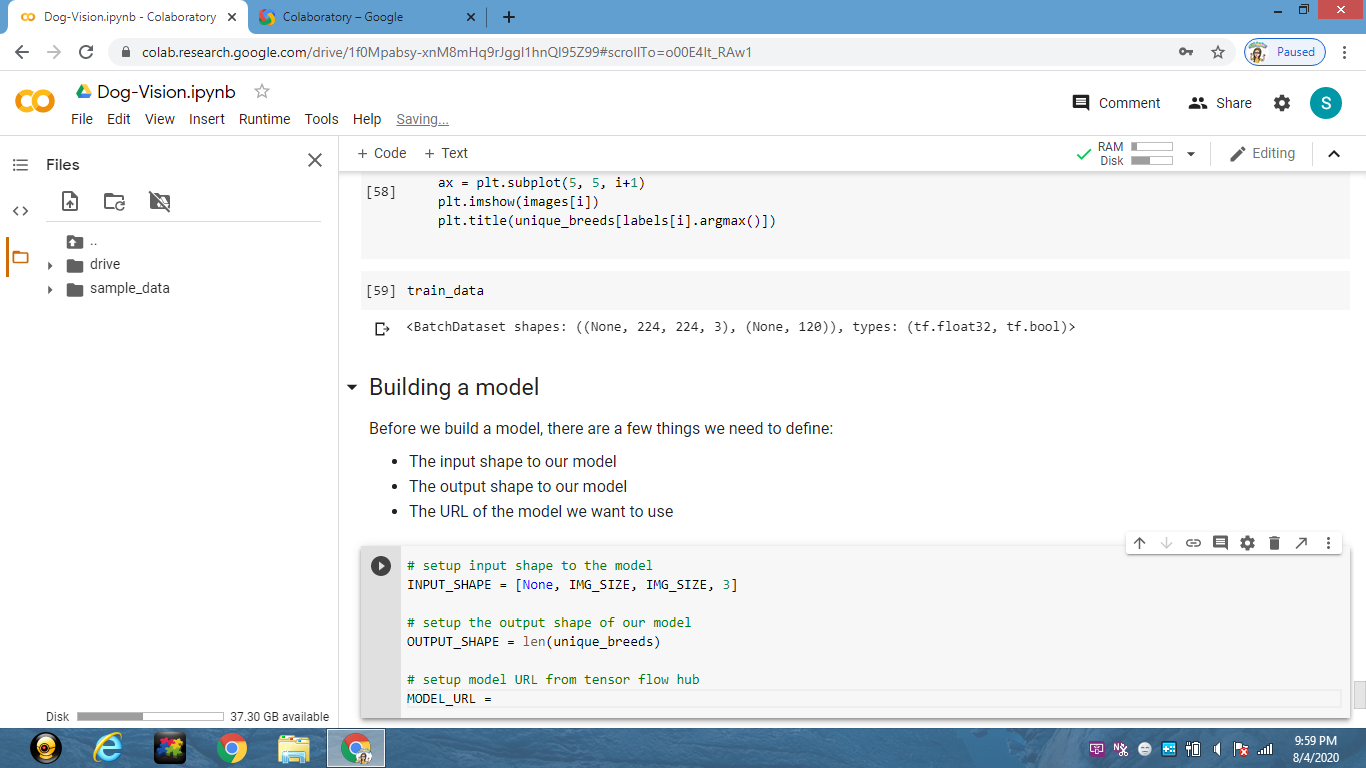 Dog-Vision.ipynb - Colaboratory
Colaboratory – Google
colab.research.google.com/drive/1f0Mpabsy-xnM8mHq9rJggI1hnQl95Z99#scrollTo=o00E4lt_RAw1
Paused
Dog-Vision.ipynb
File Edit View Insert Runtime Tools Help Saving...
Comment Share S
Files
+ Code + Text
RAM
Disk
Editing
..
drive
sample_data
[58]
ax = plt.subplot(5, 5, i+1)
plt.imshow(images[i])
plt.title(unique_breeds[labels[i].argmax()])
[59] train_data
<BatchDataset shapes: ((None, 224, 224, 3), (None, 120)), types: (tf.float32, tf.bool)>
Building a model
Before we build a model, there are a few things we need to define:
• The input shape to our model
• The output shape to our model
• The URL of the model we want to use
# setup input shape to the model
INPUT_SHAPE = [None, IMG_SIZE, IMG_SIZE, 3]
# setup the output shape of our model
OUTPUT_SHAPE = len(unique_breeds)
# setup model URL from tensor flow hub
MODEL_URL =
Disk 37.30 GB available
9:59 PM
8/4/2020